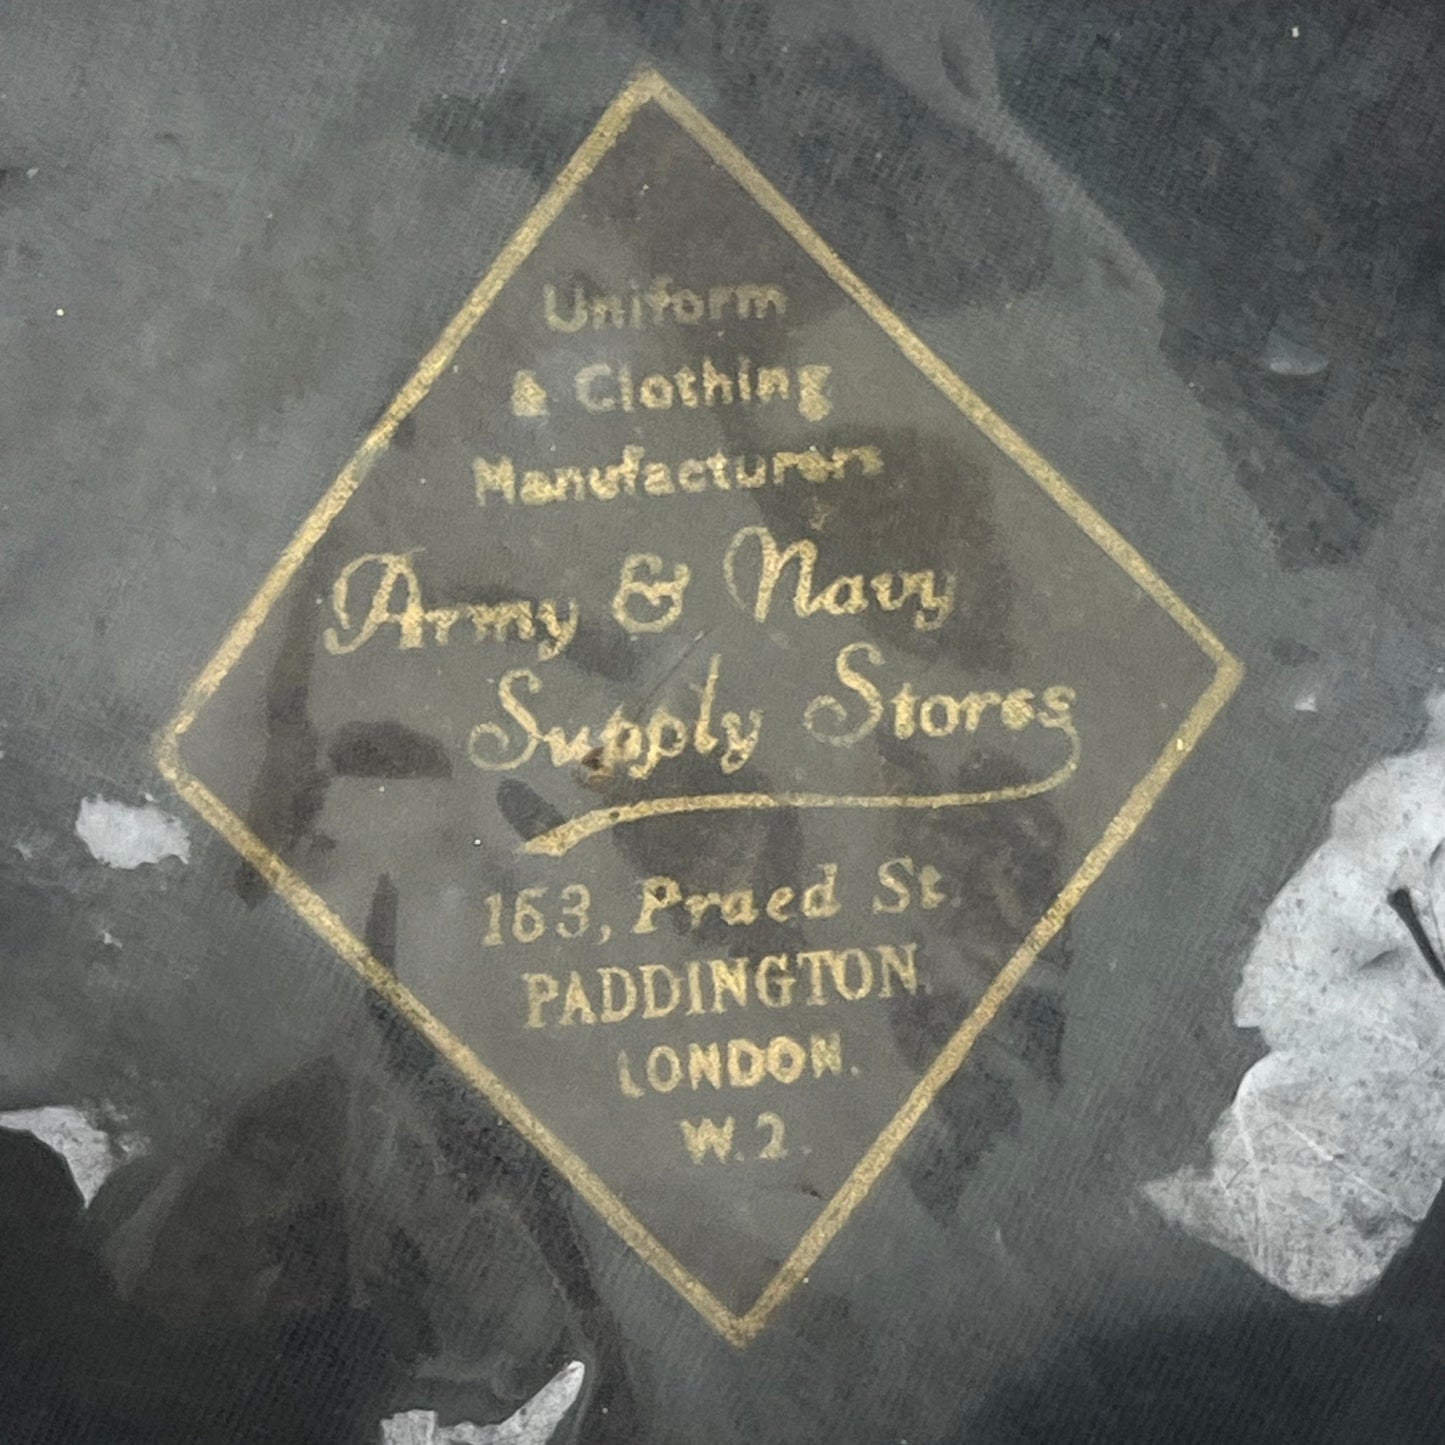 Uniform
& Clothing
Manufacturers
Army & Navy
Supply Stores
163, Praed St.
PADDINGTON.
LONDON.
W.2.